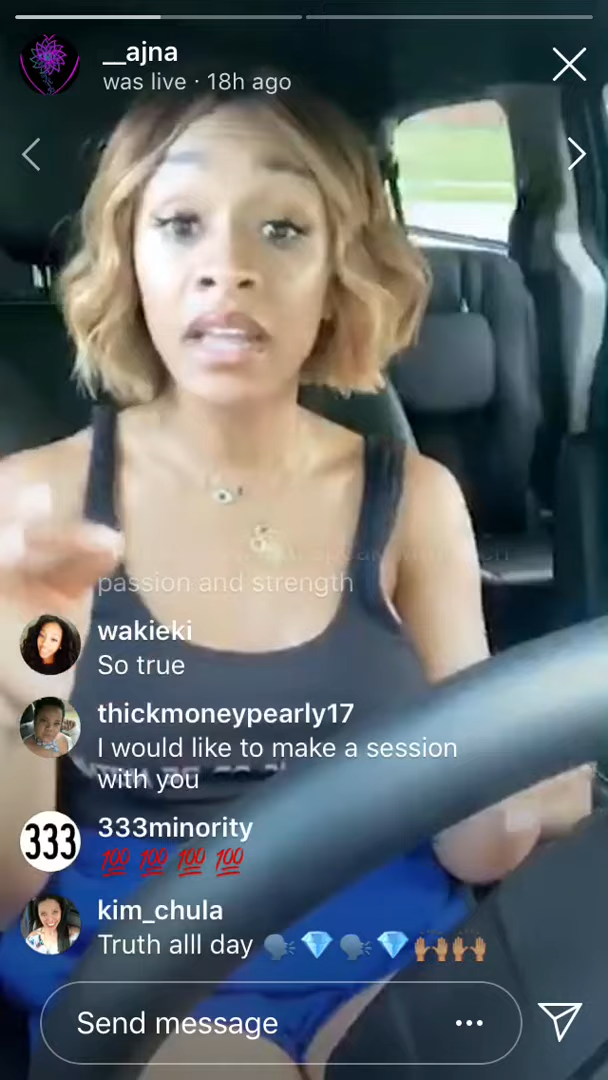 __ajna
was live · 18h ago
passion and strength
wakieki
So true
thickmoneypearly17
I would like to make a session
with you
333
333minority
💯 💯 💯 💯
kim_chula
Truth alll day 🗣💎🗣💎🙌🏽🙌🏽
Send message